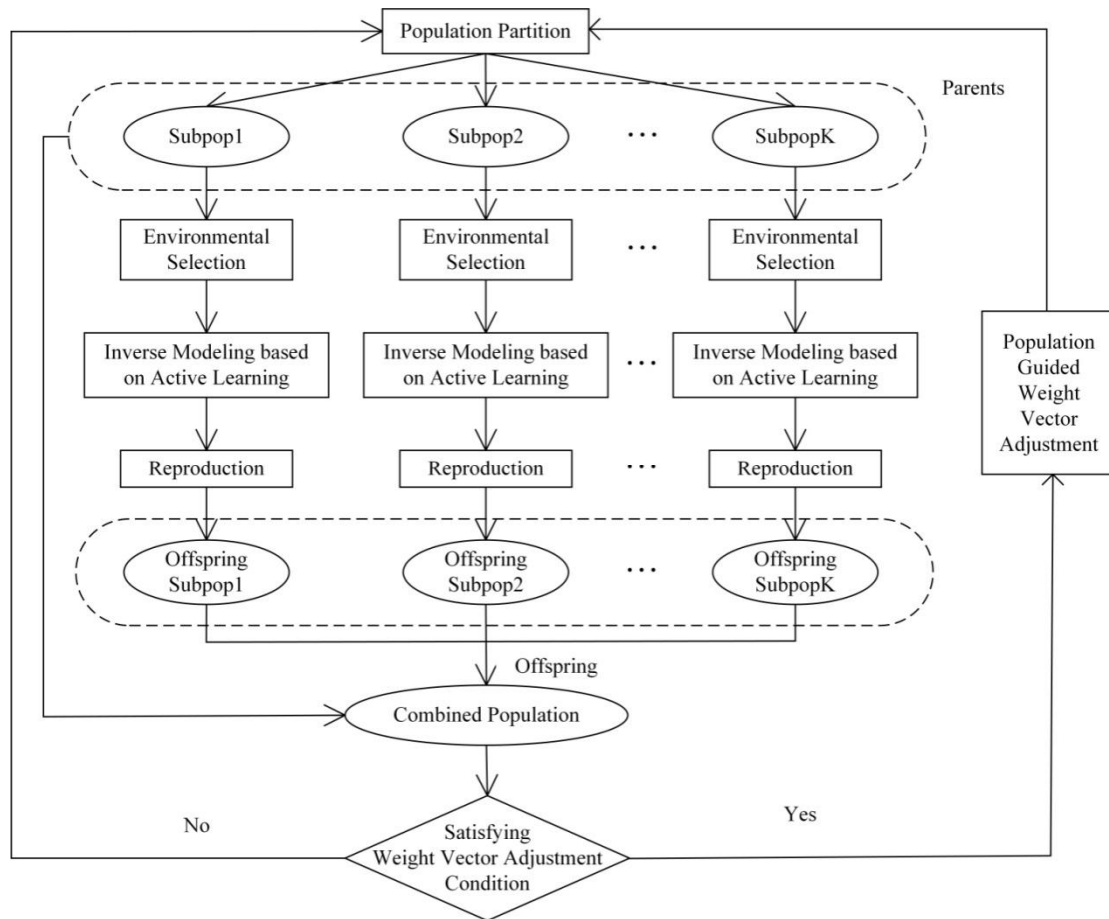 Population Partition
Parents
Subpop1
Subpop2
...
SubpopK
Environmental
Selection
Environmental
Selection
...
Environmental
Selection
Inverse Modeling based
on Active Learning
Inverse Modeling based
on Active Learning
...
Inverse Modeling based
on Active Learning
Population
Guided
Weight
Vector
Adjustment
Reproduction
Reproduction
...
Reproduction
Offspring
Subpop1
Offspring
Subpop2
...
Offspring
SubpopK
Offspring
Combined Population
No
Satisfying
Weight Vector Adjustment
Condition
Yes